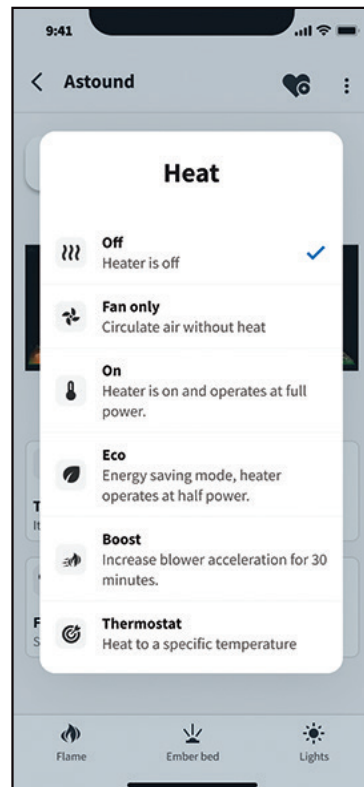 9:41
Astound
Heat
Off
Heater is off
Fan only
Circulate air without heat
On
Heater is on and operates at full
power.
Eco
Energy saving mode, heater
operates at half power.
Boost
Increase blower acceleration for 30
minutes.
Thermostat
Heat to a specific temperature
T
It
F
S
Flame
Ember bed
Lights